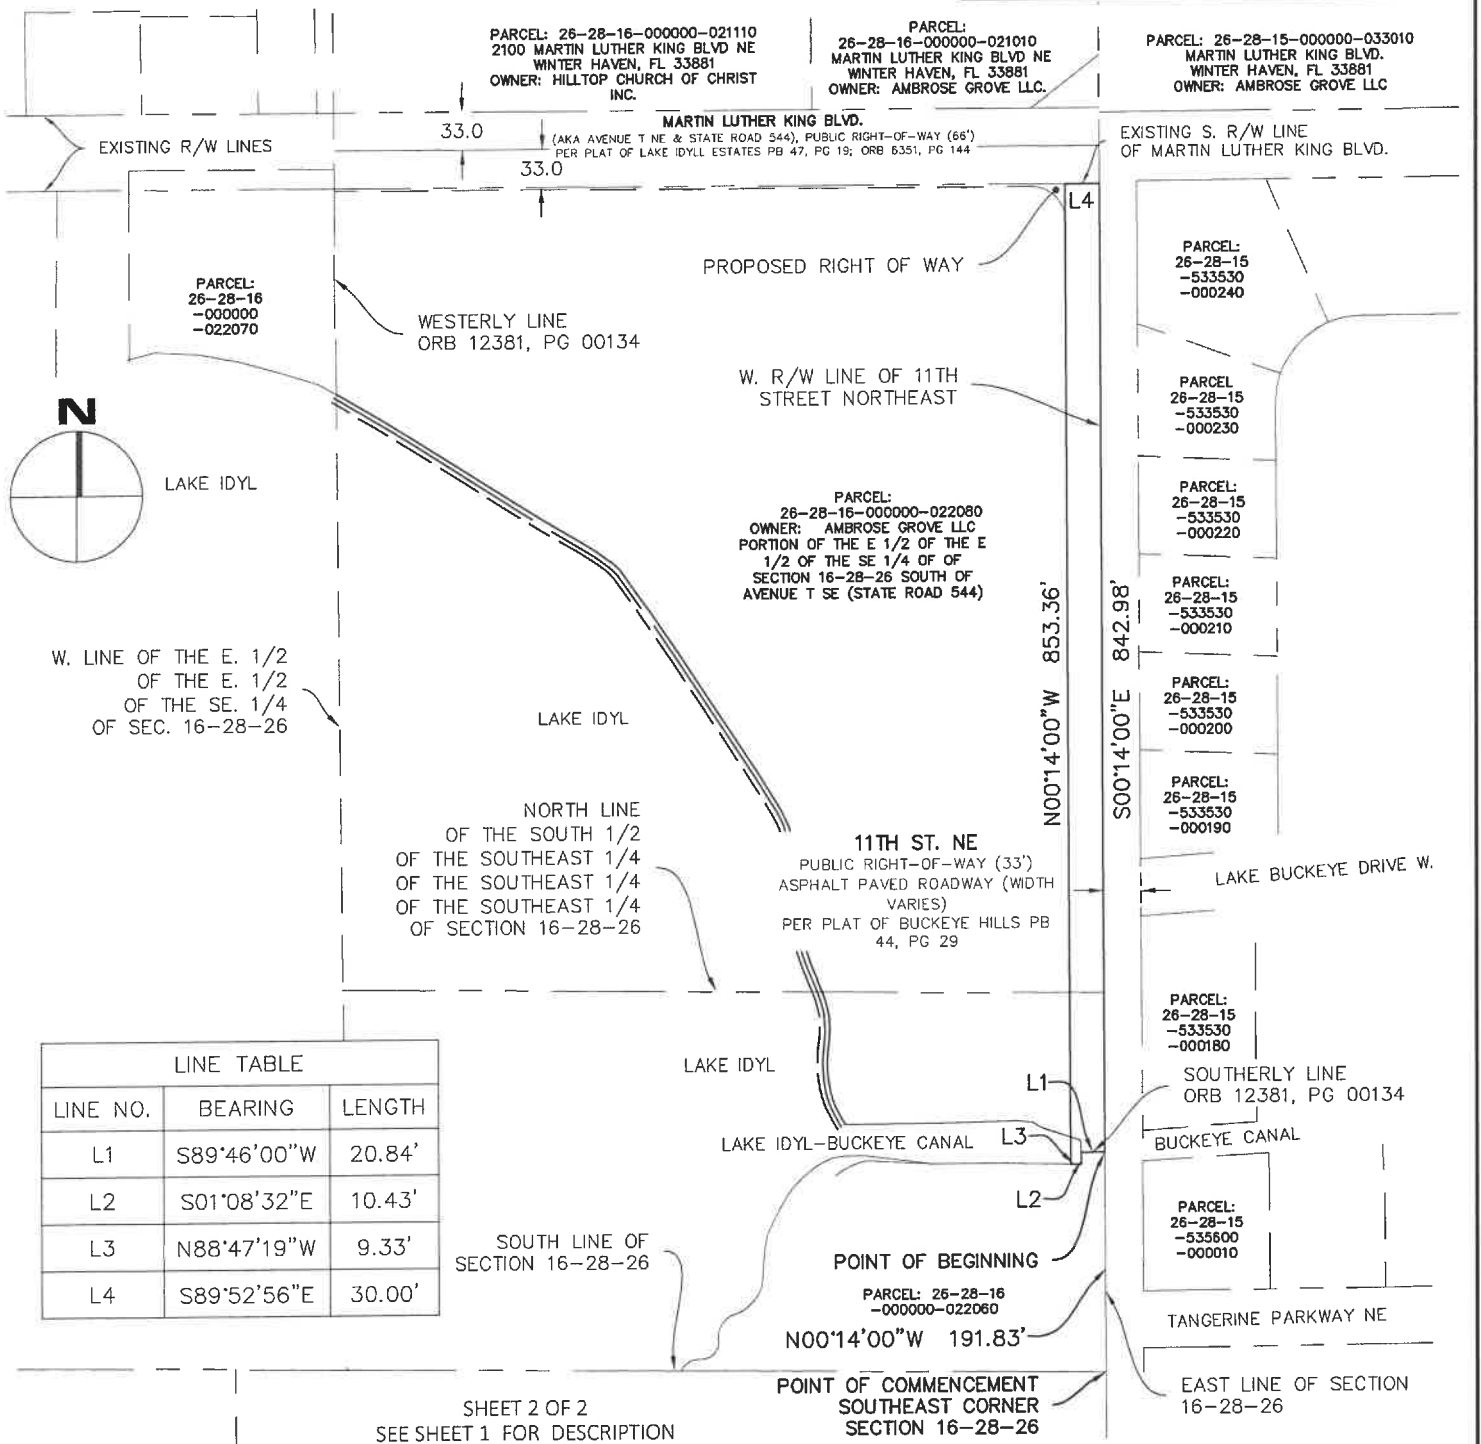 PARCEL: 26-28-16-000000-021110
2100 MARTIN LUTHER KING BLVD NE
WINTER HAVEN, FL 33881
OWNER: HILLTOP CHURCH OF CHRIST
INC.
PARCEL:
26-28-16-000000-021010
MARTIN LUTHER KING BLVD NE
WINTER HAVEN, FL 33881
OWNER: AMBROSE GROVE LLC.
PARCEL: 26-28-15-000000-033010
MARTIN LUTHER KING BLVD.
WINTER HAVEN, FL 33881
OWNER: AMBROSE GROVE LLC
EXISTING R/W LINES
33.0
33.0
MARTIN LUTHER KING BLVD.
(AKA AVENUE T NE & STATE ROAD 544), PUBLIC RIGHT-OF-WAY (66')
PER PLAT OF LAKE IDYLL ESTATES PB 47, PG 19; ORB 6351, PG 144
EXISTING S. R/W LINE
OF MARTIN LUTHER KING BLVD.
L4
PROPOSED RIGHT OF WAY
PARCEL:
26-28-16
-000000
-022070
WESTERLY LINE
ORB 12381, PG 00134
W. R/W LINE OF 11TH
STREET NORTHEAST
PARCEL:
26-28-15
-533530
-000240
PARCEL
26-28-15
-533530
-000230
PARCEL:
26-28-15
-533530
-000220
PARCEL:
26-28-15
-533530
-000210
PARCEL:
26-28-15
-533530
-000200
PARCEL:
26-28-15
-533530
-000190
N
LAKE IDYL
PARCEL:
26-28-16-000000-022080
OWNER: AMBROSE GROVE LLC
PORTION OF THE E 1/2 OF THE E
1/2 OF THE SE 1/4 OF OF
SECTION 16-28-26 SOUTH OF
AVENUE T SE (STATE ROAD 544)
N00°14'00"W 853.36'
S00°14'00"E 842.98'
W. LINE OF THE E. 1/2
OF THE E. 1/2
OF THE SE. 1/4
OF SEC. 16-28-26
LAKE IDYL
NORTH LINE
OF THE SOUTH 1/2
OF THE SOUTHEAST 1/4
OF THE SOUTHEAST 1/4
OF THE SOUTHEAST 1/4
OF SECTION 16-28-26
11TH ST. NE
PUBLIC RIGHT-OF-WAY (33')
ASPHALT PAVED ROADWAY (WIDTH
VARIES)
PER PLAT OF BUCKEYE HILLS PB
44, PG 29
LAKE BUCKEYE DRIVE W.
PARCEL:
26-28-15
-533530
-000180
LINE TABLE
LINE NO. BEARING LENGTH
L1 S89°46'00"W 20.84'
L2 S01°08'32"E 10.43'
L3 N88°47'19"W 9.33'
L4 S89°52'56"E 30.00'
LAKE IDYL
L1
SOUTHERLY LINE
ORB 12381, PG 00134
LAKE IDYL-BUCKEYE CANAL
L3
BUCKEYE CANAL
L2
PARCEL:
26-28-15
-535600
-000010
SOUTH LINE OF
SECTION 16-28-26
POINT OF BEGINNING
PARCEL: 26-28-16
-000000-022060
N00°14'00"W 191.83'
TANGERINE PARKWAY NE
POINT OF COMMENCEMENT
SOUTHEAST CORNER
SECTION 16-28-26
EAST LINE OF SECTION
16-28-26
SHEET 2 OF 2
SEE SHEET 1 FOR DESCRIPTION